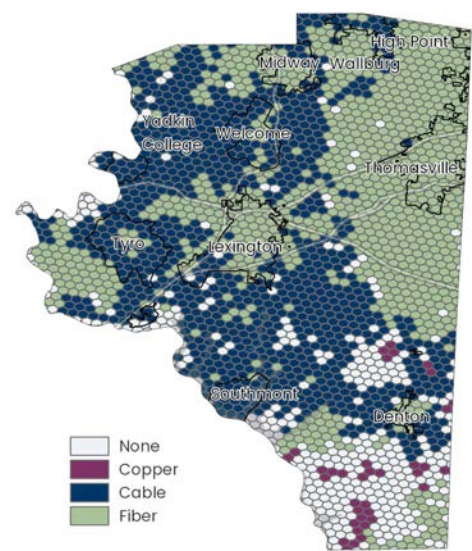 High Point
Midway
Wallburg
Yadkin
College
Welcome
Thomasville
Tyro
Lexington
Southmont
Denton
None
Copper
Cable
Fiber